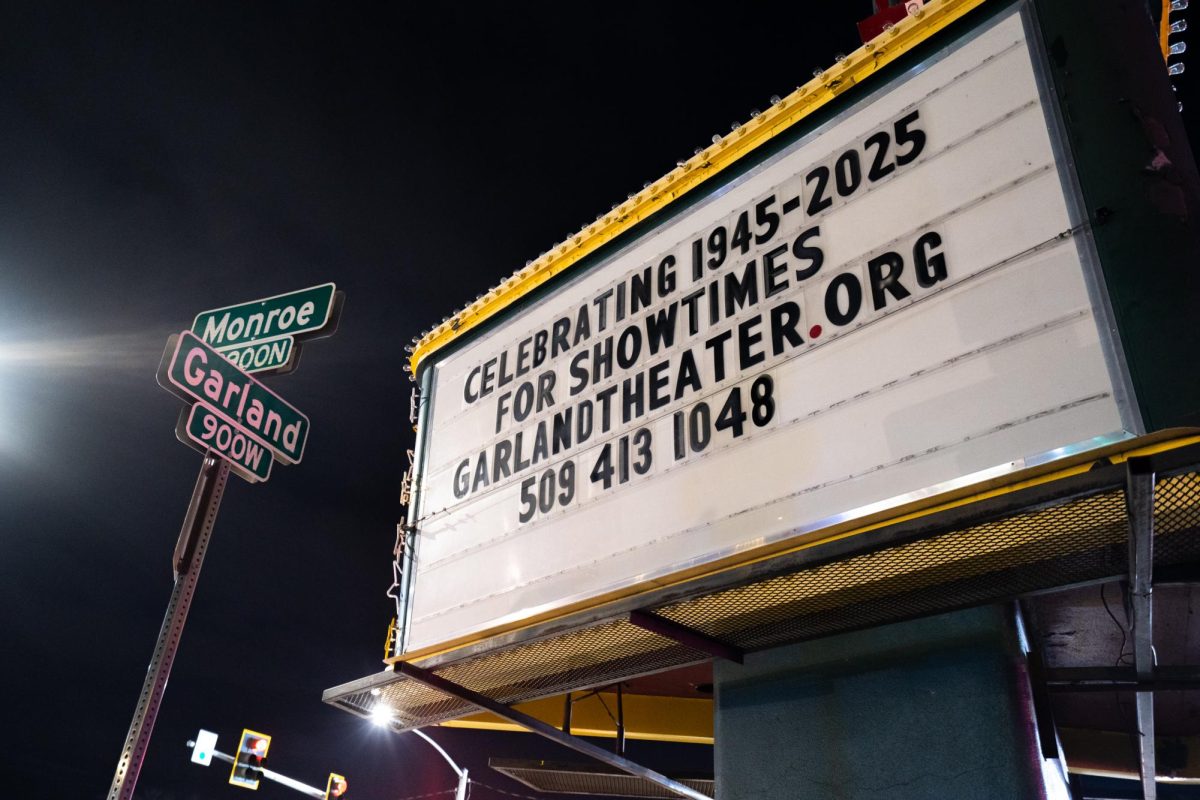 Monroe
900N
Garland
900W
CELEBRATING 1945-2025
FOR SHOWTIMES
GARLANDTHEATER.ORG
509 413 1048